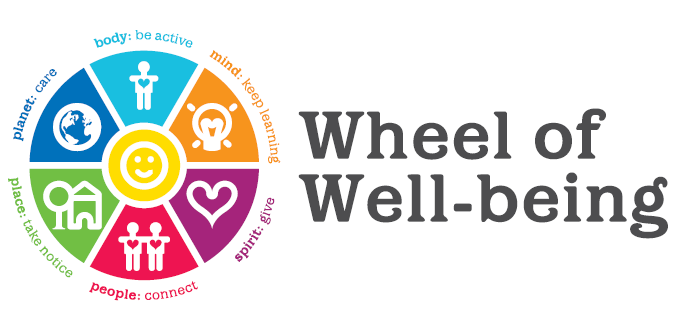 body: be active
mind: keep learning
spirit: give
people: connect
place: take notice
planet: care
Wheel of
Well-being